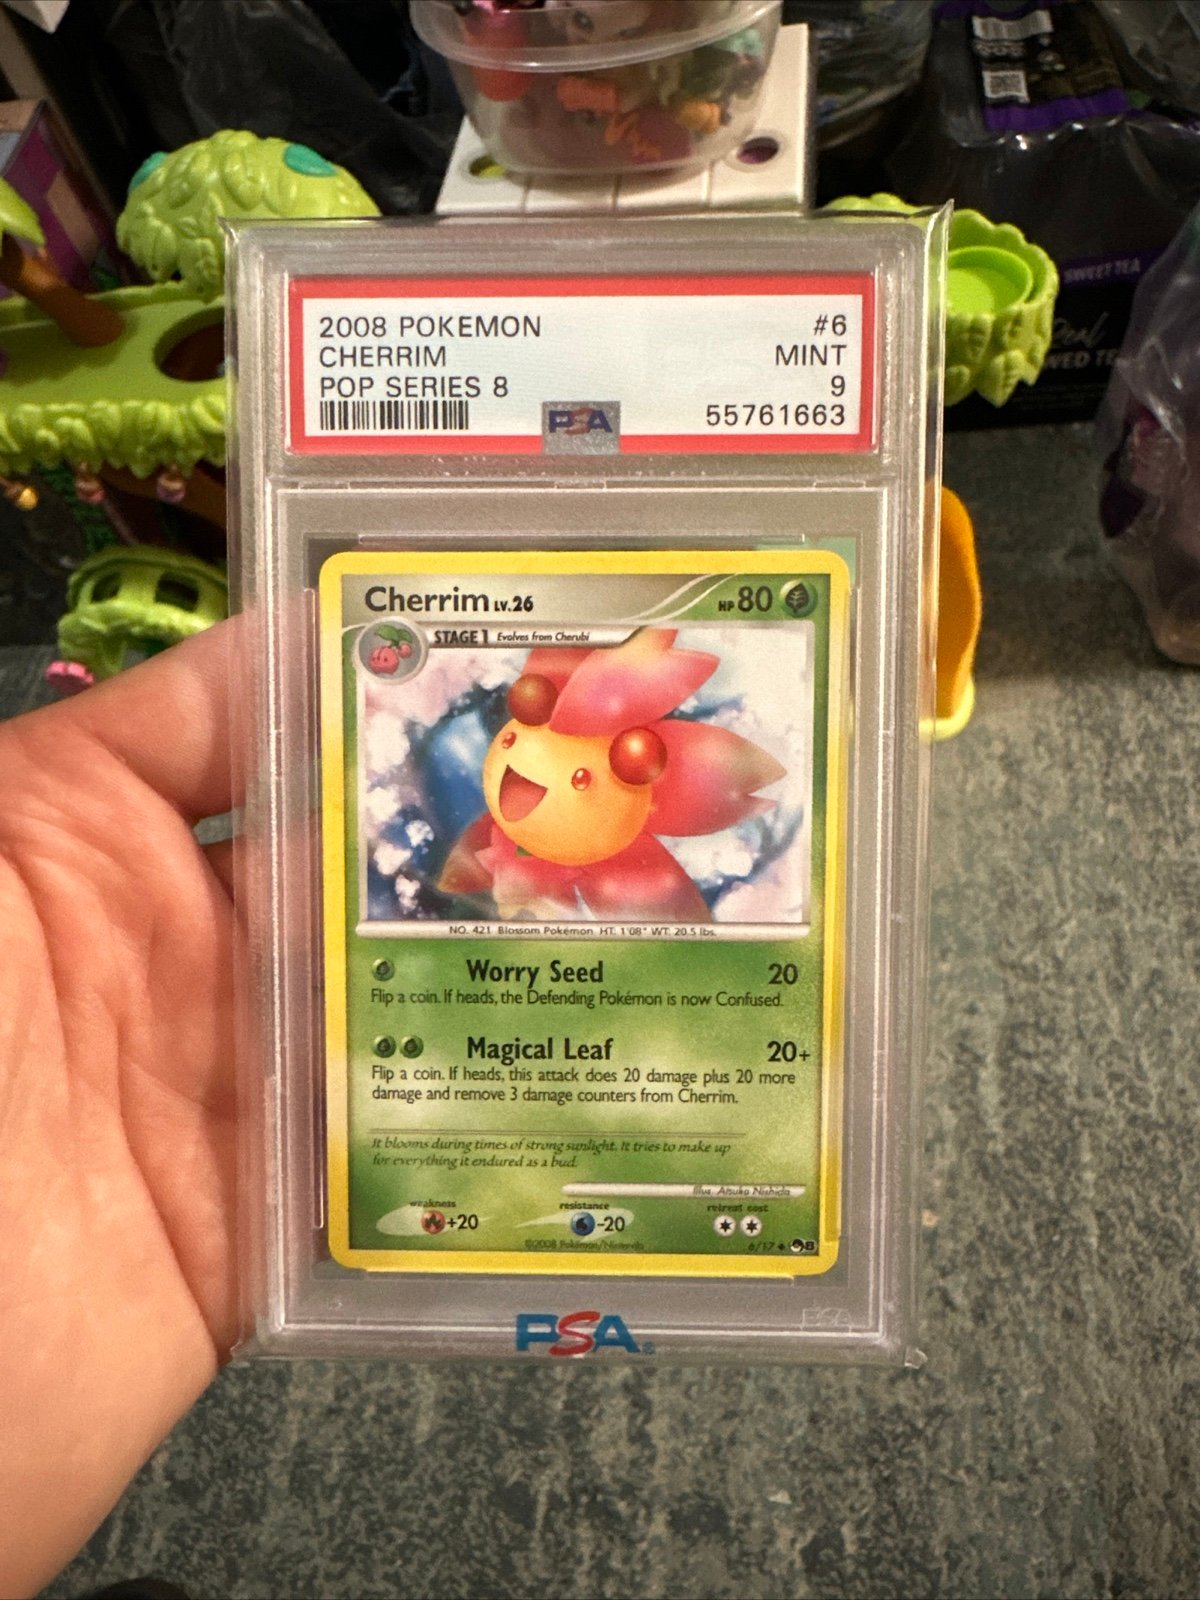 SWEET TEA
2008 POKEMON #6
CHERRIM MINT
POP SERIES 8 9
PSA 55761663
Cherrim LV.26 HP 80
STAGE 1 Evolves from Cherubi
NO. 421 Blossom Pokémon HT: 1'08" WT: 20.5 lbs.
Worry Seed 20
Flip a coin. If heads, the Defending Pokémon is now Confused.
Magical Leaf 20+
Flip a coin. If heads, this attack does 20 damage plus 20 more
damage and remove 3 damage counters from Cherrim.
It blooms during times of strong sunlight. It tries to make up
for everything it endured as a bud.
Illus. Atsuko Nishida
weakness resistance retreat cost
+20 -20
©2008 Pokémon/Nintendo 6/17 8
PSA